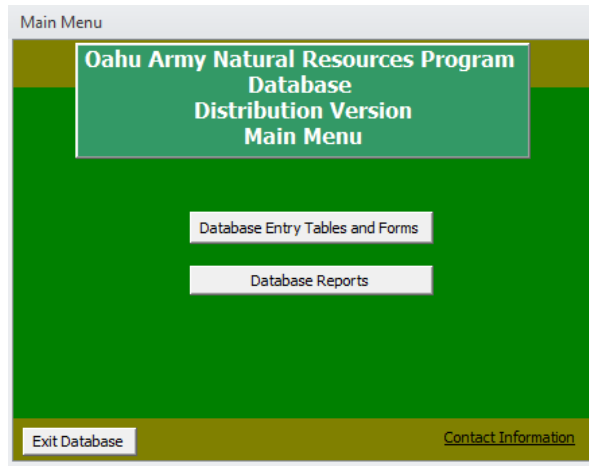 Main Menu
Oahu Army Natural Resources Program
Database
Distribution Version
Main Menu
Database Entry Tables and Forms
Database Reports
Exit Database
Contact Information